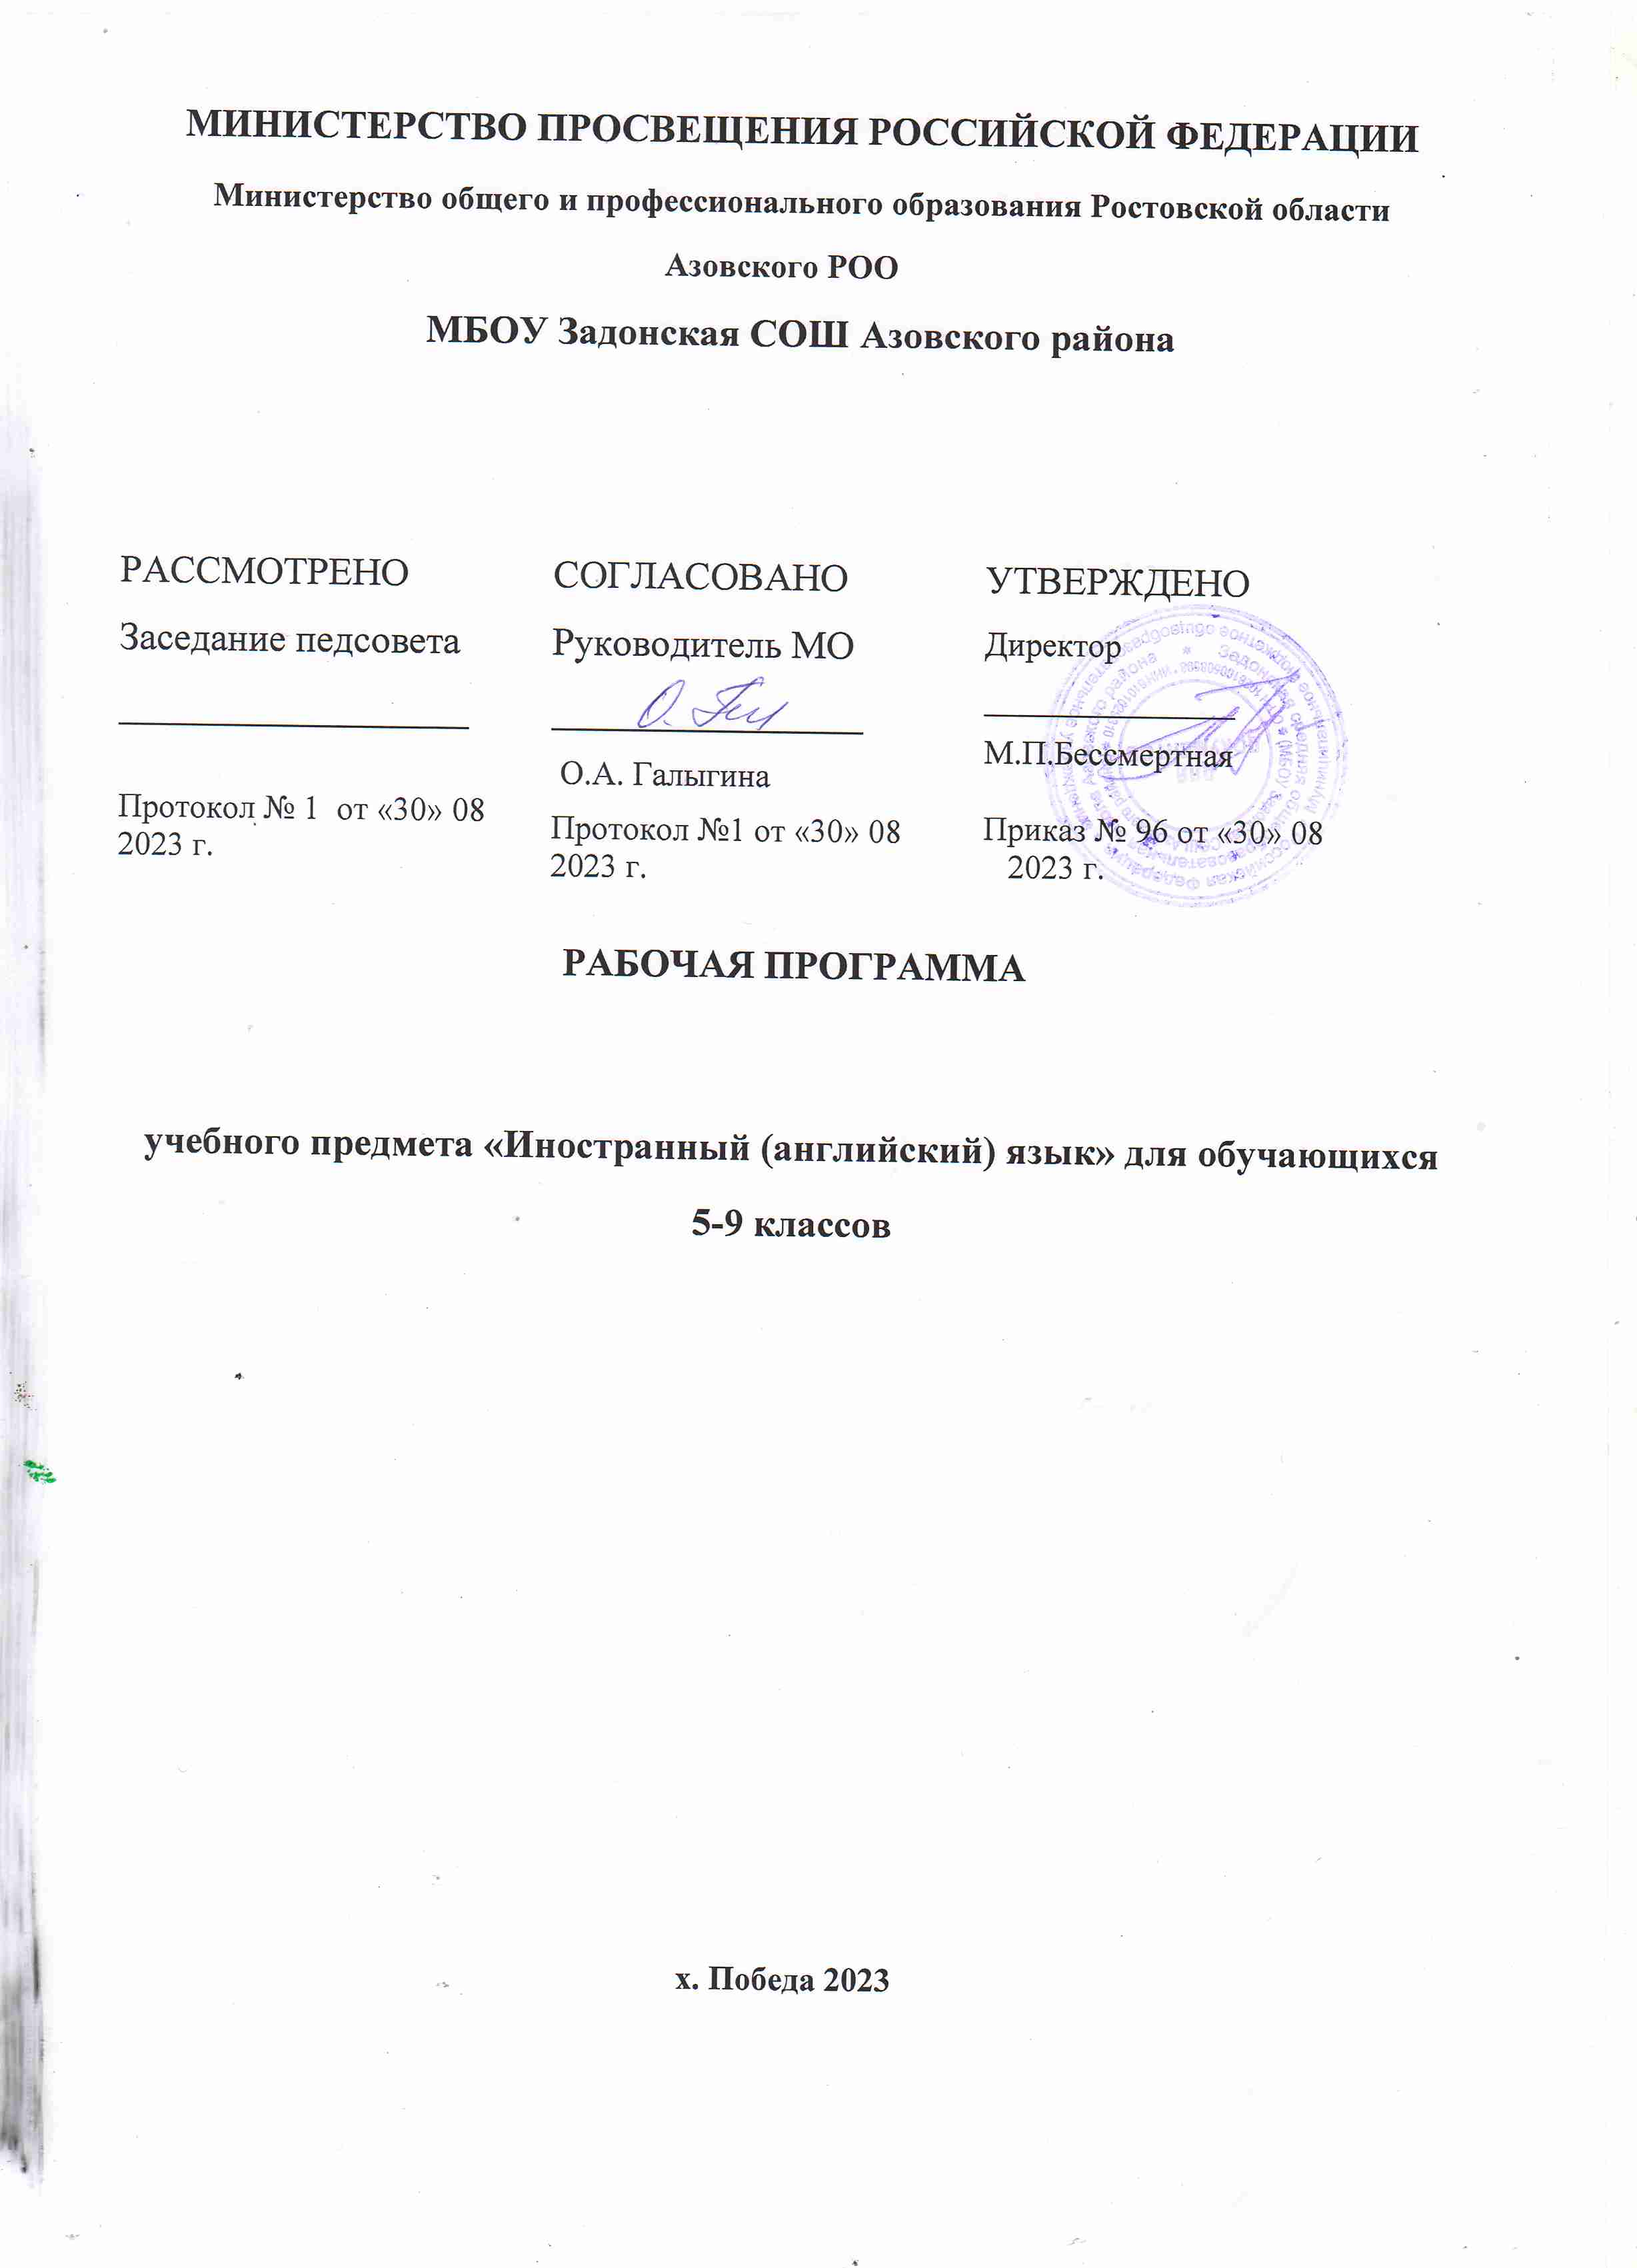 МИНИСТЕРСТВО ПРОСВЕЩЕНИЯ РОССИЙСКОЙ ФЕДЕРАЦИИ
Министерство общего и профессионального образования Ростовской области
Азовского РОО
МБОУ Задонская СОШ Азовского района
РАССМОТРЕНО
Заседание педсовета
Протокол № 1 от «30» 08
2023 г.
СОГЛАСОВАНО
Руководитель МО
О.А. Галыгина
Протокол №1 от «30» 08
2023 г.
УТВЕРЖДЕНО
Директор
М.П.Бессмертная
Приказ № 96 от «30» 08
2023 г.
РАБОЧАЯ ПРОГРАММА
учебного предмета «Иностранный (английский) язык» для обучающихся
5-9 классов
х. Победа 2023